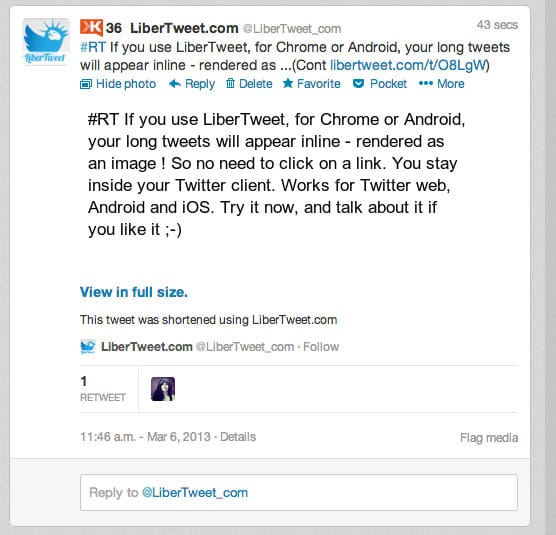 LiberTweet
K 36 LiberTweet.com @LiberTweet_com 43 secs
#RT If you use LiberTweet, for Chrome or Android, your long tweets
will appear inline - rendered as ...(Cont libertweet.com/t/O8LgW)
Hide photo Reply Delete Favorite Pocket ••• More
#RT If you use LiberTweet, for Chrome or Android,
your long tweets will appear inline - rendered as
an image ! So no need to click on a link. You stay
inside your Twitter client. Works for Twitter web,
Android and iOS. Try it now, and talk about it if
you like it ;-)
View in full size.
This tweet was shortened using LiberTweet.com
LiberTweet.com @LiberTweet_com · Follow
1
RETWEET
11:46 a.m. - Mar 6, 2013 · Details Flag media
Reply to @LiberTweet_com